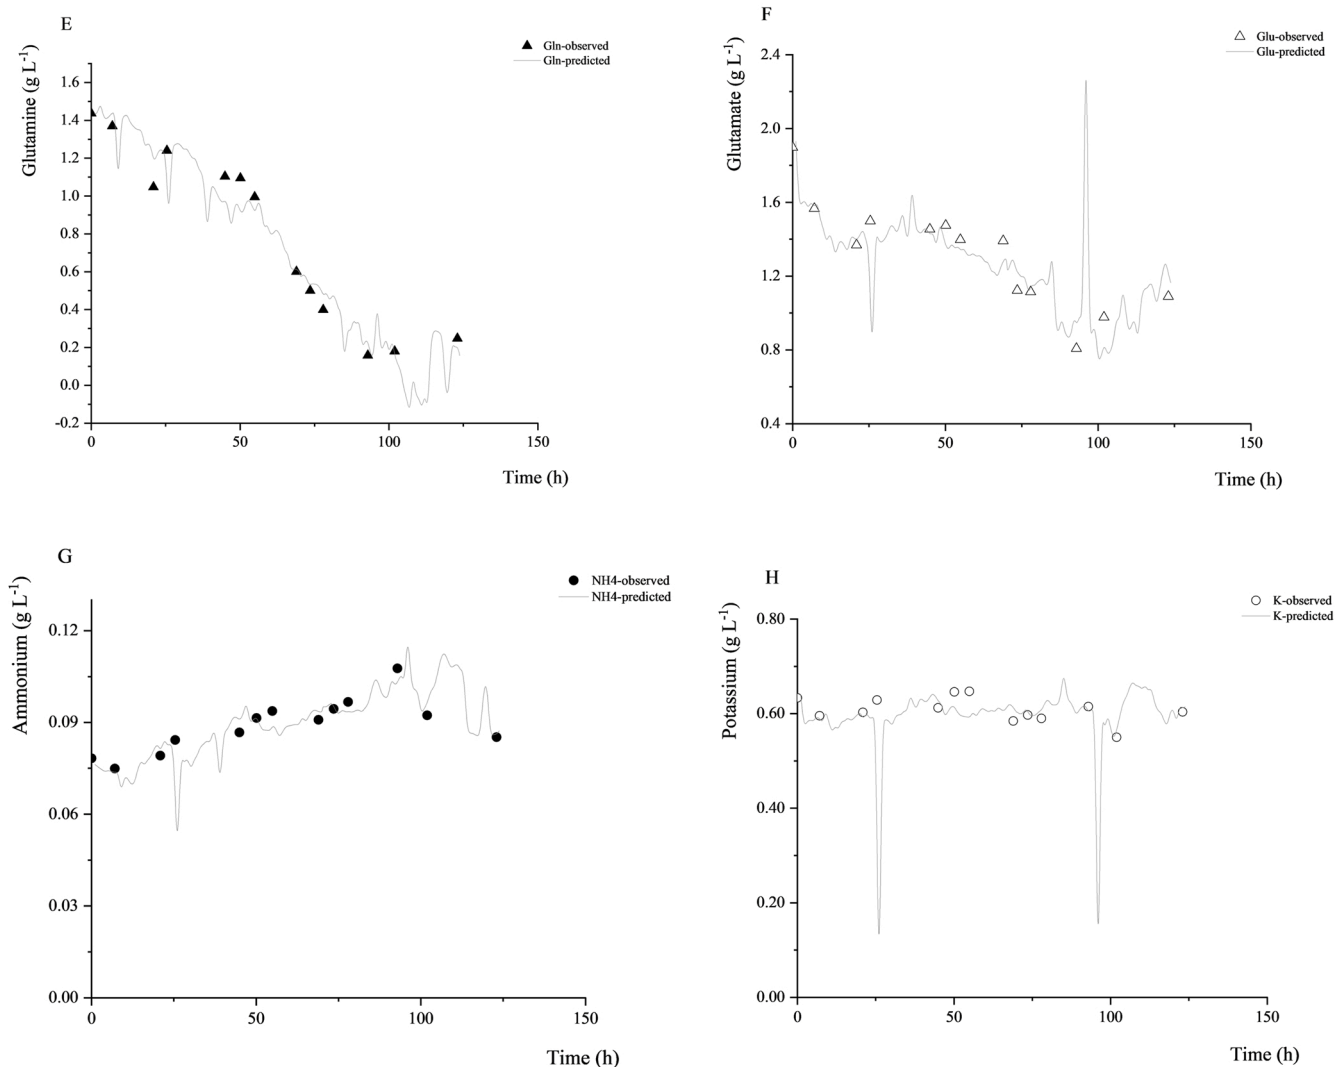 E
Glutamine (g L⁻¹)
Gln-observed
Gln-predicted
1.6
1.4
1.2
1.0
0.8
0.6
0.4
0.2
0.0
-0.2
0
50
100
150
Time (h)
F
Glutamate (g L⁻¹)
Glu-observed
Glu-predicted
2.4
2.0
1.6
1.2
0.8
0.4
0
50
100
150
Time (h)
G
Ammonium (g L⁻¹)
NH4-observed
NH4-predicted
0.12
0.09
0.06
0.03
0.00
0
50
100
150
Time (h)
H
Potassium (g L⁻¹)
K-observed
K-predicted
0.80
0.60
0.40
0.20
0.00
0
50
100
150
Time (h)